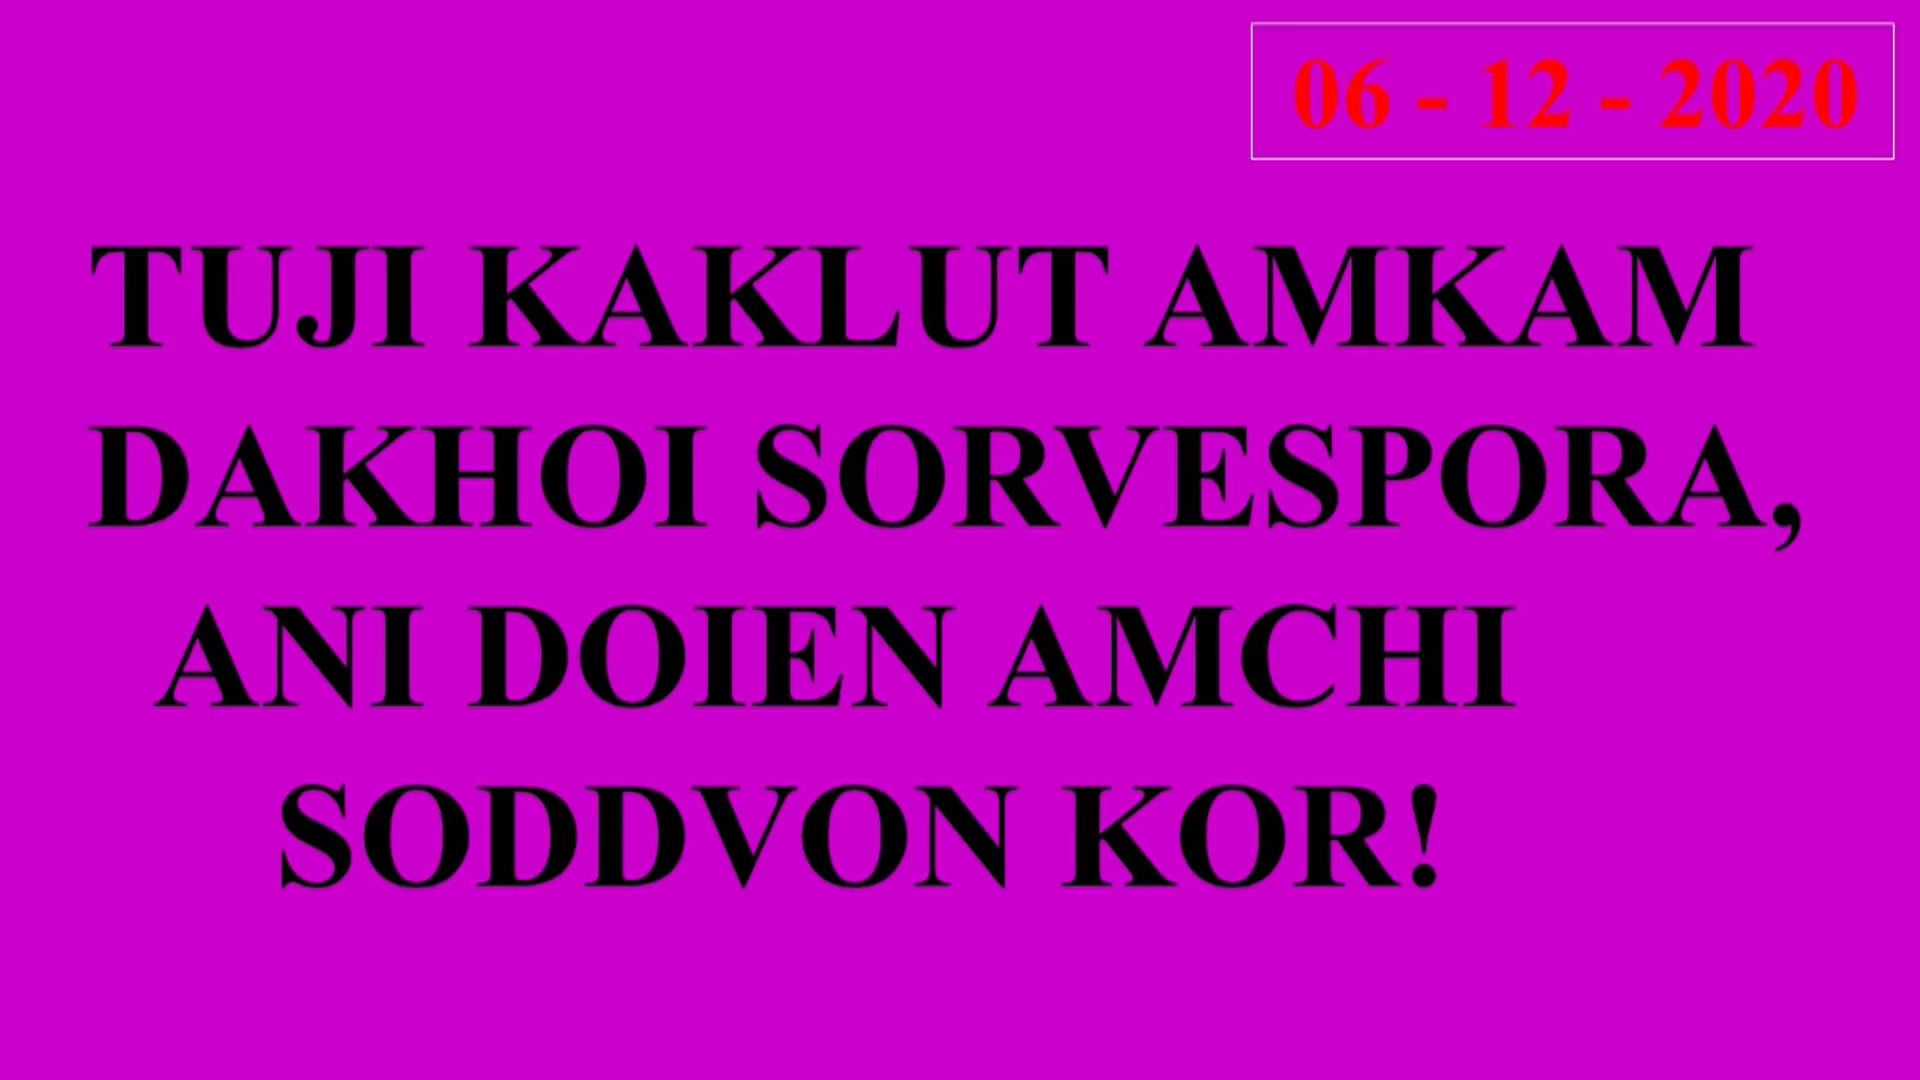 06 - 12 - 2020
TUJI KAKLUT AMKAM
DAKHOI SORVESPORA,
ANI DOIEN AMCHI
SODDVON KOR!